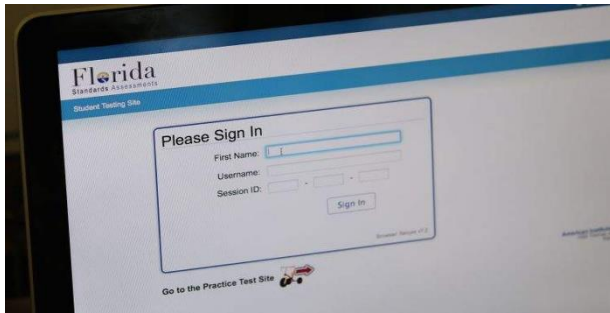 Florida
Standards Assessments
Student Testing Site
Please Sign In
First Name:
Username:
Session ID: - -
Sign In
Go to the Practice Test Site